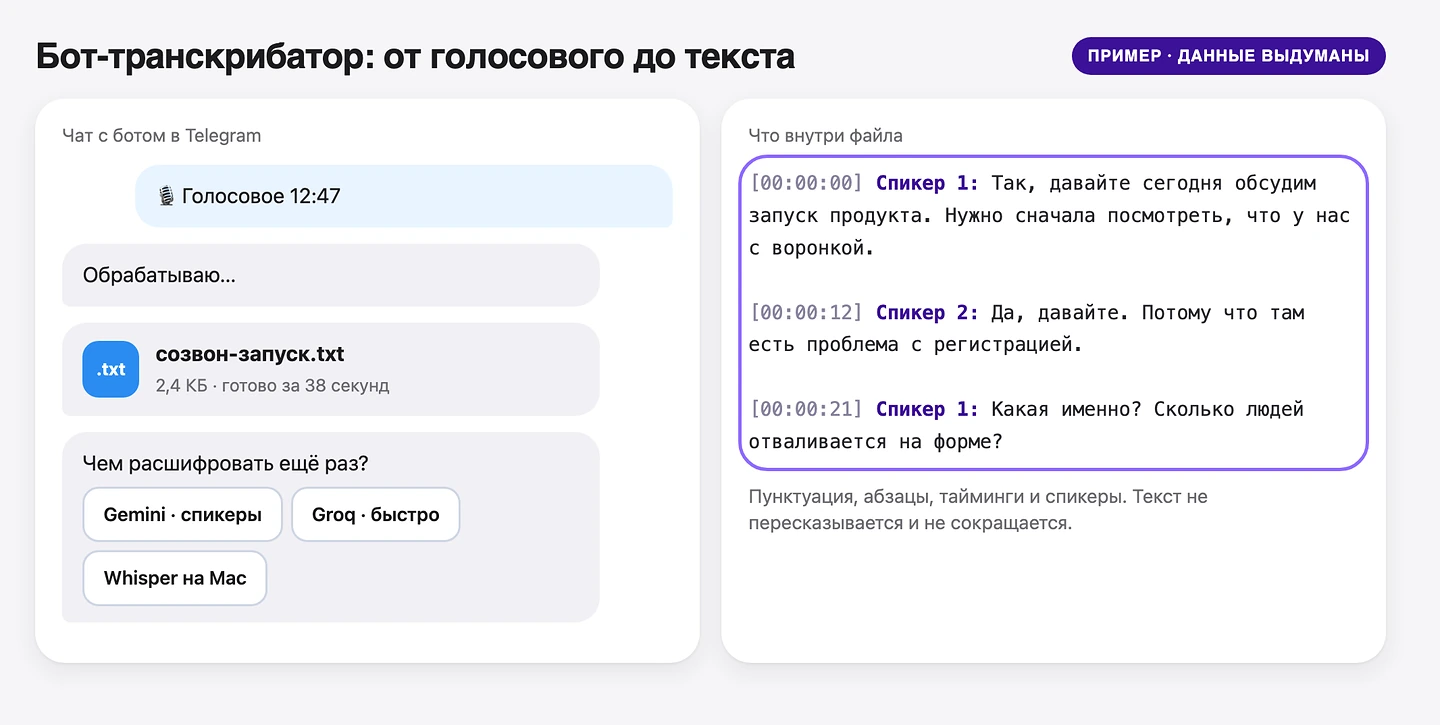 Бот-транскрибатор: от голосового до текста
ПРИМЕР · ДАННЫЕ ВЫДУМАНЫ
Чат с ботом в Telegram
🎙 Голосовое 12:47
Обрабатываю...
.txt
созвон-запуск.txt
2,4 КБ · готово за 38 секунд
Чем расшифровать ещё раз?
Gemini · спикеры
Groq · быстро
Whisper на Mac
Что внутри файла
[00:00:00] Спикер 1: Так, давайте сегодня обсудим
запуск продукта. Нужно сначала посмотреть, что у нас
с воронкой.
[00:00:12] Спикер 2: Да, давайте. Потому что там
есть проблема с регистрацией.
[00:00:21] Спикер 1: Какая именно? Сколько людей
отваливается на форме?
Пунктуация, абзацы, тайминги и спикеры. Текст не
пересказывается и не сокращается.